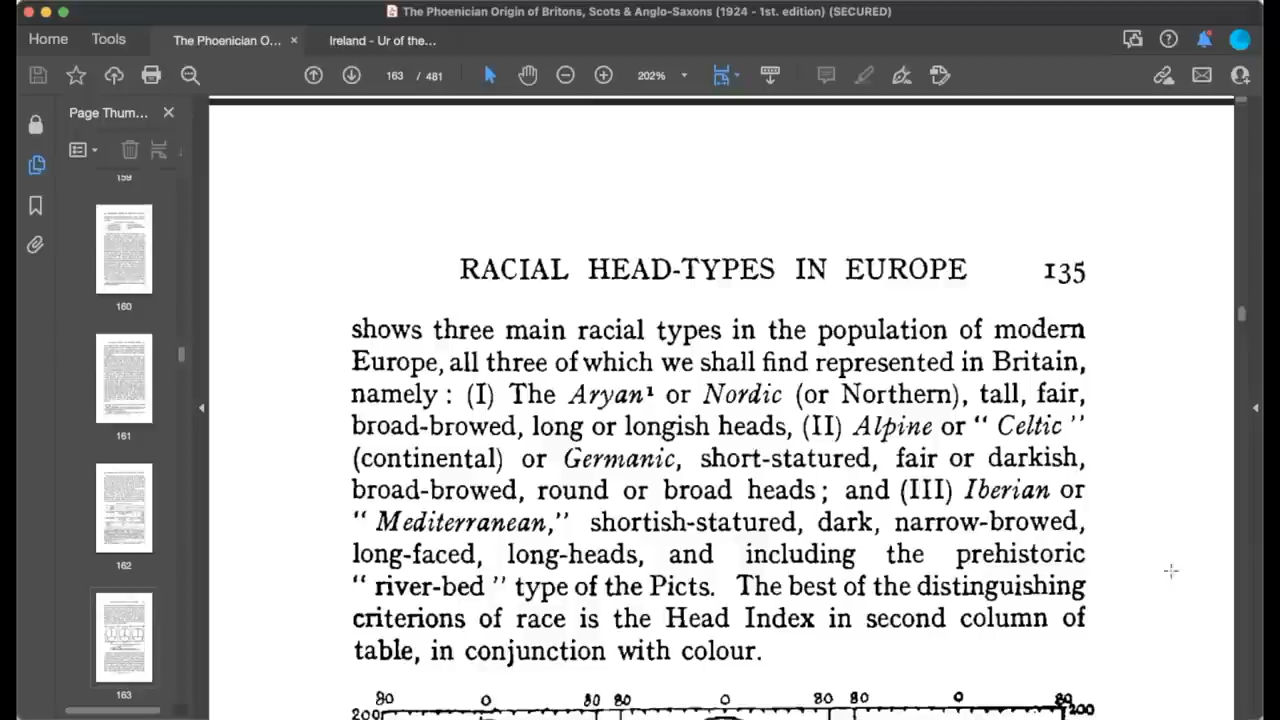 The Phoenician Origin of Britons, Scots & Anglo-Saxons (1924 - 1st. edition) (SECURED)
Home Tools The Phoenician O... × Ireland - Ur of the...
163 / 481 202%
Page Thum... ×
159
160
161
162
163
RACIAL HEAD-TYPES IN EUROPE 135
shows three main racial types in the population of modern
Europe, all three of which we shall find represented in Britain,
namely : (I) The Aryan¹ or Nordic (or Northern), tall, fair,
broad-browed, long or longish heads, (II) Alpine or “ Celtic ”
(continental) or Germanic, short-statured, fair or darkish,
broad-browed, round or broad heads ; and (III) Iberian or
“ Mediterranean,” shortish-statured, dark, narrow-browed,
long-faced, long-heads, and including the prehistoric
“ river-bed ” type of the Picts. The best of the distinguishing
criterions of race is the Head Index in second column of
table, in conjunction with colour.
80 0 80 80 0 80 80 0 80
200 200